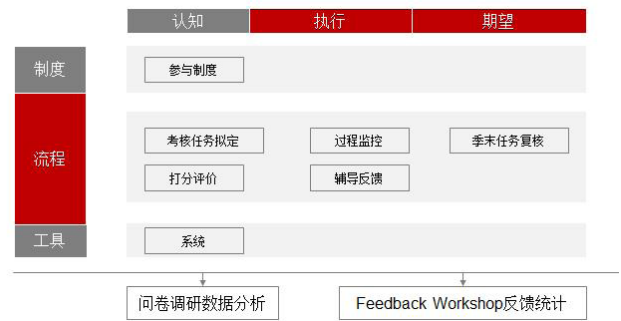 认知 执行 期望
制度
参与制度
流程
考核任务拟定 过程监控 季末任务复核
打分评价 辅导反馈
工具
系统
问卷调研数据分析 Feedback Workshop反馈统计